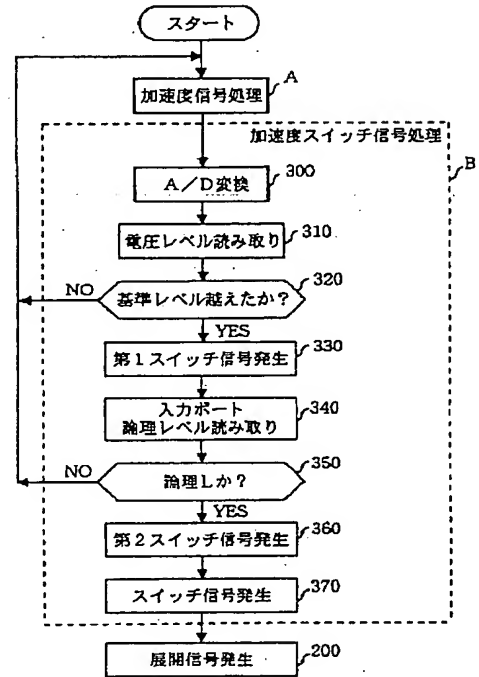 スタート
加速度信号処理
A
加速度スイッチ信号処理
B
A/D変換
300
電圧レベル読み取り
310
320
NO
基準レベル越えたか?
YES
第1スイッチ信号発生
330
入力ポート
論理レベル読み取り
340
350
NO
論理Lか?
YES
第2スイッチ信号発生
360
スイッチ信号発生
370
展開信号発生
200